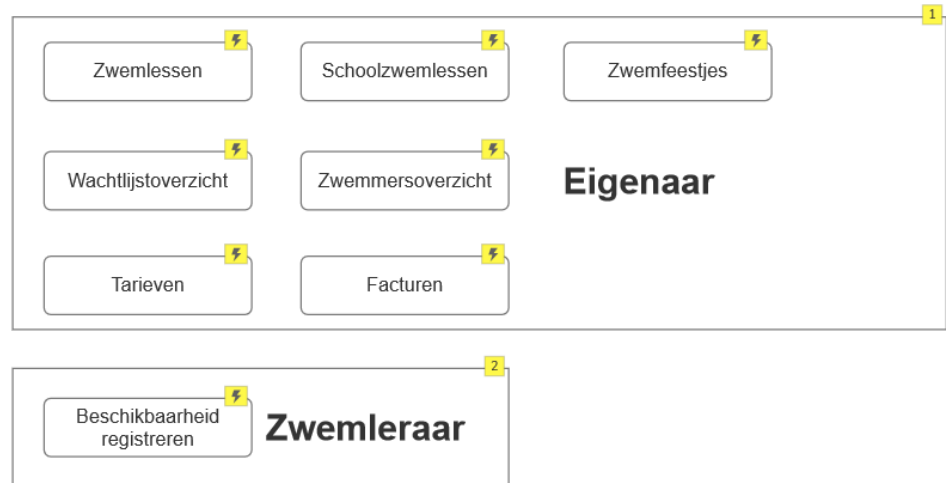 1
Zwemlessen
Schoolzwemlessen
Zwemfeestjes
Wachtlijstoverzicht
Zwemmersoverzicht
Eigenaar
Tarieven
Facturen
2
Beschikbaarheid
registreren
Zwemleraar